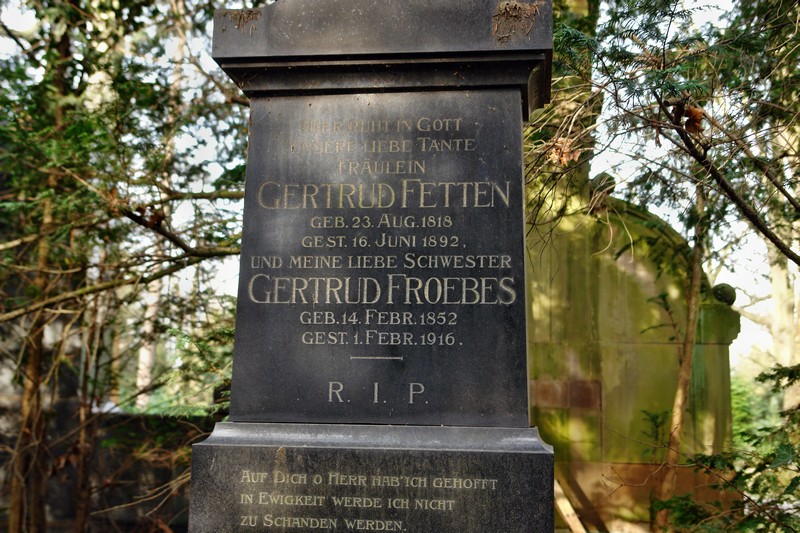 HIER RUHT IN GOTT
UNSERE LIEBE TANTE
FRÄULEIN
GERTRUD FETTEN
GEB. 23. AUG. 1818
GEST. 16. JUNI 1892,
UND MEINE LIEBE SCHWESTER
GERTRUD FROEBES
GEB. 14. FEBR. 1852
GEST. 1. FEBR. 1916.
R. I. P.
AUF DICH O HERR HAB' ICH GEHOFFT
IN EWIGKEIT WERDE ICH NICHT
ZU SCHANDEN WERDEN.